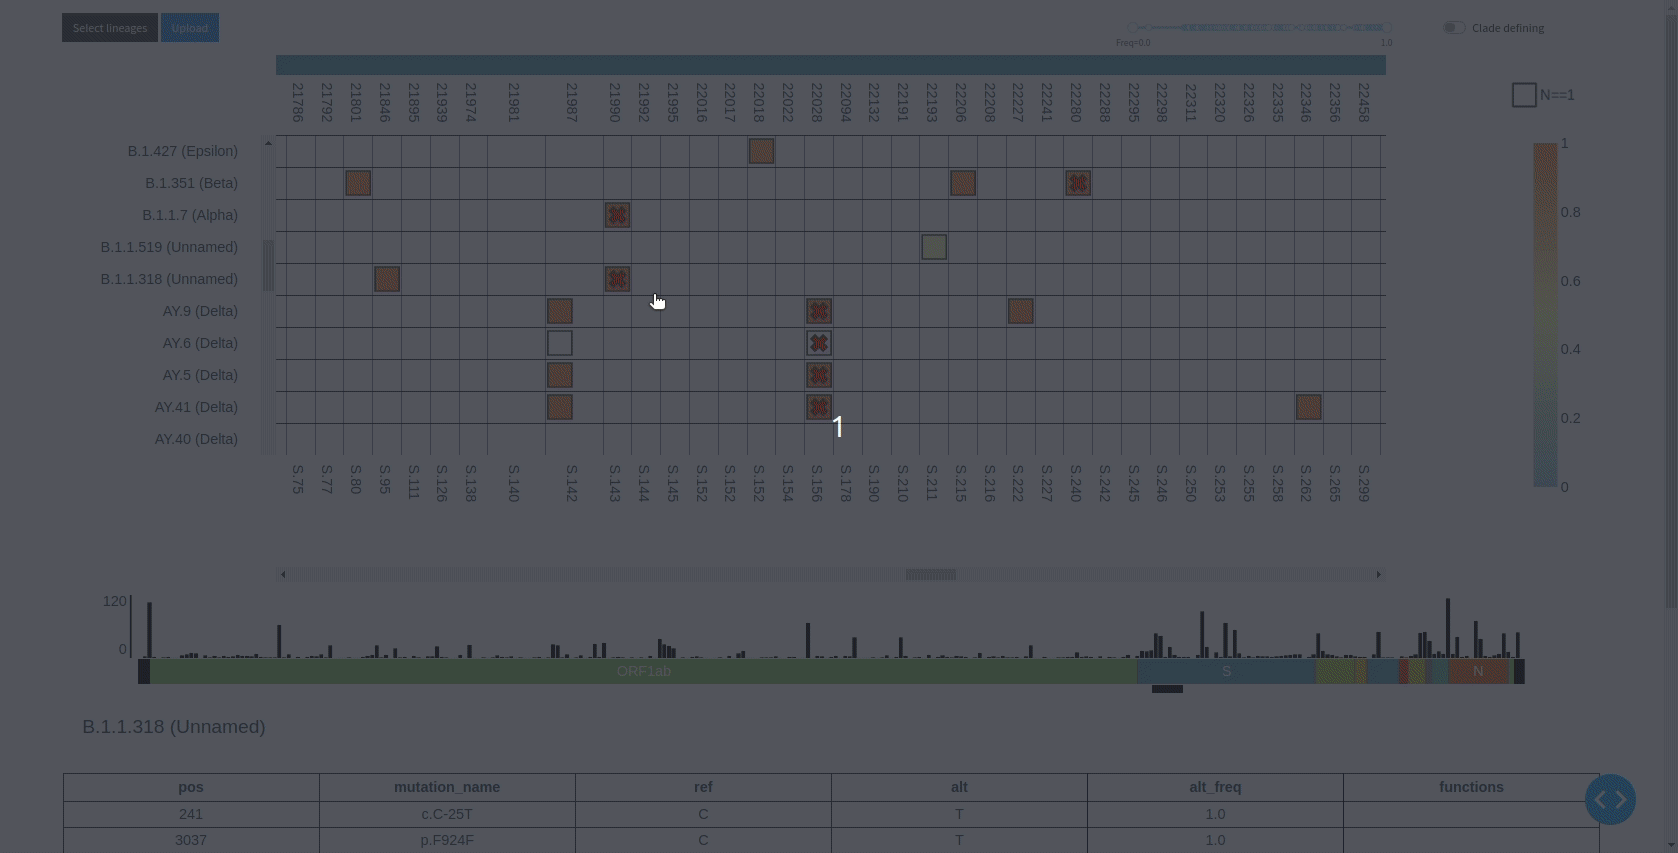 Select lineages Upload
Freq=0.0 1.0
Clade defining
21786 21792 21801 21846 21895 21939 21974 21981 21987 21990 21992 21995 22016 22017 22018 22022 22028 22094 22132 22191 22193 22206 22208 22227 22241 22280 22288 22296 22298 22311 22320 22326 22335 22346 22356 22458
N==1
B.1.427 (Epsilon)
B.1.351 (Beta)
B.1.1.7 (Alpha)
B.1.1.519 (Unnamed)
B.1.1.318 (Unnamed)
AY.9 (Delta)
AY.6 (Delta)
AY.5 (Delta)
AY.41 (Delta)
AY.40 (Delta)
1
1
0.8
0.6
0.4
0.2
0
S.75 S.77 S.80 S.95 S.111 S.126 S.138 S.140 S.142 S.143 S.144 S.145 S.152 S.152 S.152 S.154 S.156 S.178 S.190 S.210 S.211 S.215 S.216 S.222 S.227 S.240 S.242 S.245 S.246 S.250 S.253 S.255 S.258 S.262 S.265 S.299
120
0
ORF1ab S N
B.1.1.318 (Unnamed)
pos mutation_name ref alt alt_freq functions
241 c.C-25T C T 1.0
3037 p.F924F C T 1.0